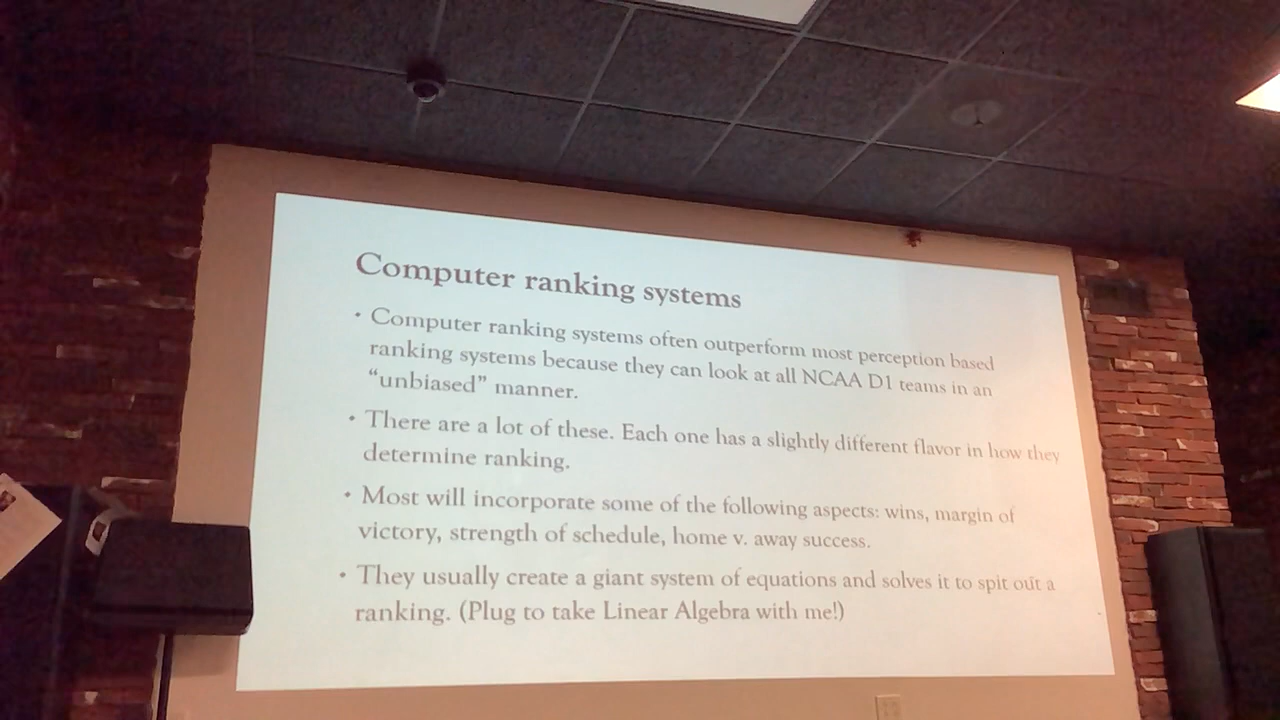 Computer ranking systems
• Computer ranking systems often outperform most perception based
ranking systems because they can look at all NCAA D1 teams in an
“unbiased” manner.
• There are a lot of these. Each one has a slightly different flavor in how they
determine ranking.
• Most will incorporate some of the following aspects: wins, margin of
victory, strength of schedule, home v. away success.
• They usually create a giant system of equations and solves it to spit out a
ranking. (Plug to take Linear Algebra with me!)